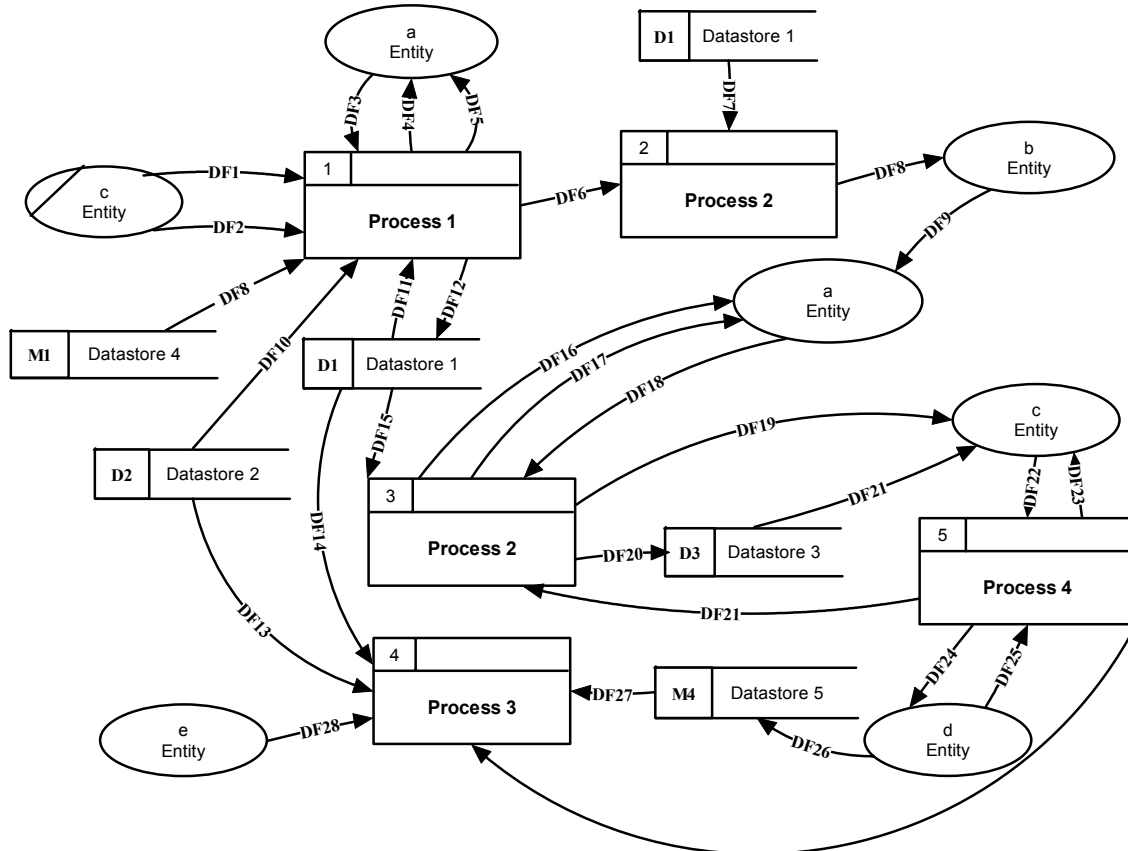 a
Entity
D1 Datastore 1
DF3
DF4
DF5
DF7
1
Process 1
2
Process 2
b
Entity
c
Entity
DF1
DF2
DF6
DF8
DF9
DF8
M1 Datastore 4
DF10
DF11
DF12
D1 Datastore 1
a
Entity
DF16
DF17
DF18
DF15
D2 Datastore 2
DF19
c
Entity
DF21
DF22
DF23
3
Process 2
DF14
DF20
D3 Datastore 3
5
Process 4
DF21
DF13
4
Process 3
DF24
DF25
DF27
M4 Datastore 5
e
Entity
DF28
d
Entity
DF26